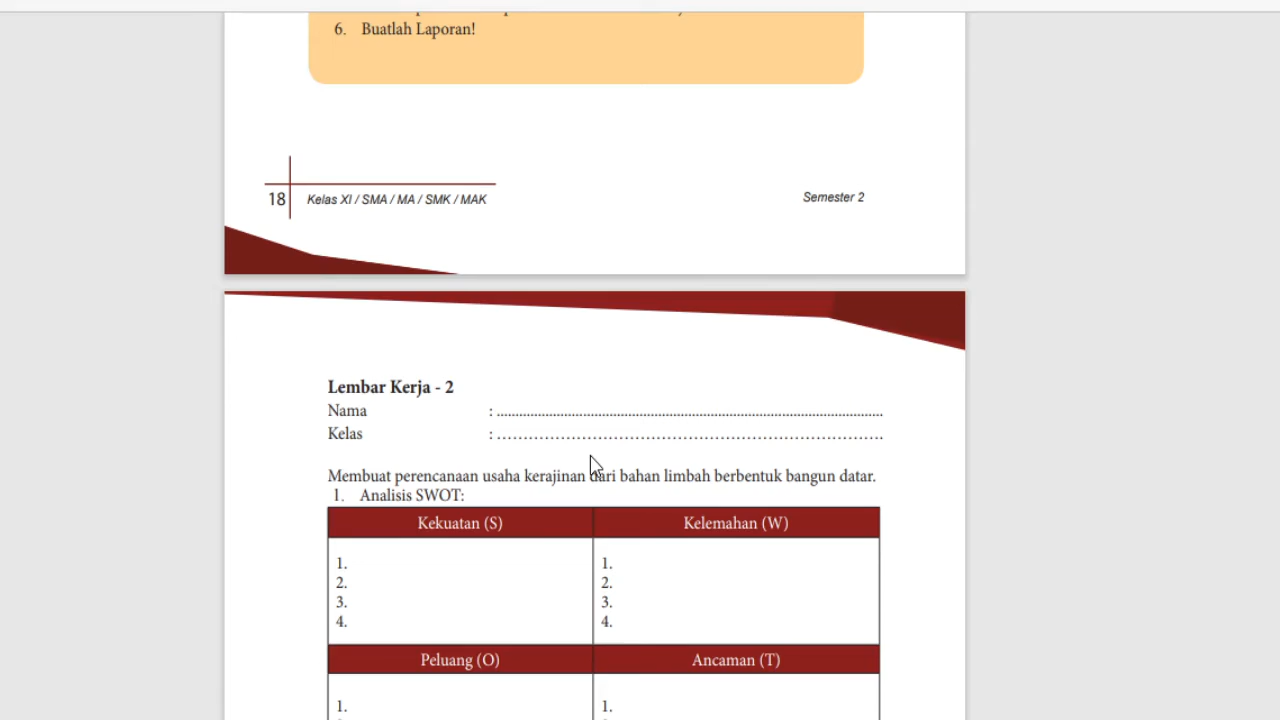 6. Buatlah Laporan!
18 Kelas XI / SMA / MA / SMK / MAK Semester 2
Lembar Kerja - 2
Nama : ........................................................................................................
Kelas : ……………………………………………………………….
Membuat perencanaan usaha kerajinan dari bahan limbah berbentuk bangun datar.
1. Analisis SWOT:
Kekuatan (S) Kelemahan (W)
1. 1.
2. 2.
3. 3.
4. 4.
Peluang (O) Ancaman (T)
1. 1.